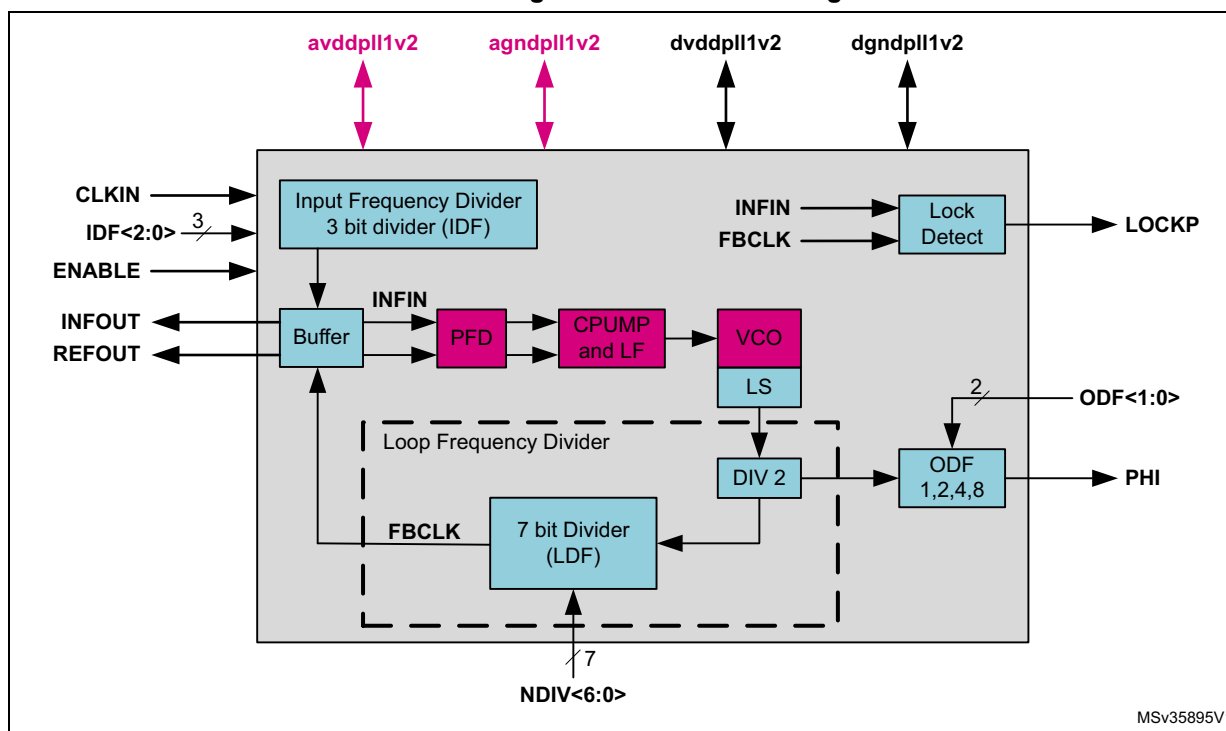 avddpll1v2 agndpll1v2 dvddpll1v2 dgndpll1v2
CLKIN
IDF<2:0>
3
ENABLE
INFOUT
REFOUT
Input Frequency Divider
3 bit divider (IDF)
Buffer
INFIN
PFD
CPUMP
and LF
VCO
LS
INFIN
FBCLK
Lock
Detect
LOCKP
2
ODF<1:0>
Loop Frequency Divider
DIV 2
ODF
1,2,4,8
PHI
FBCLK
7 bit Divider
(LDF)
7
NDIV<6:0>
MSv35895V